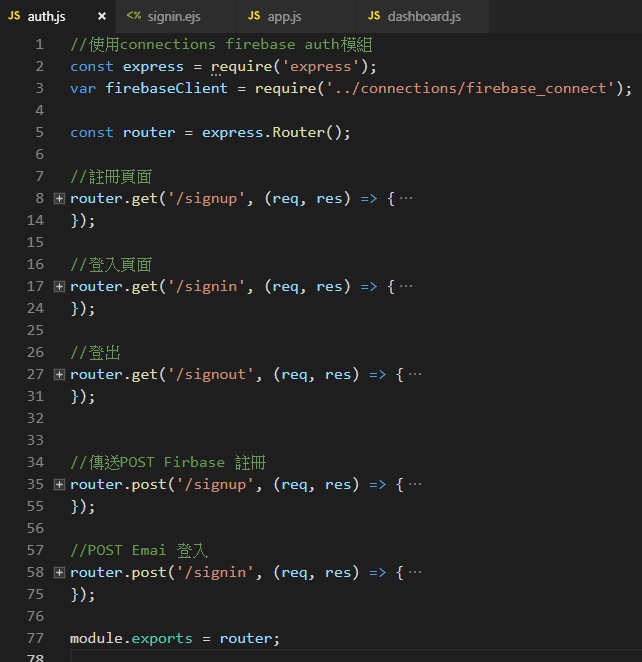 JS auth.js × <% signin.ejs JS app.js JS dashboard.js
1 //使用connections firebase auth模組
2 const express = require('express');
3 var firebaseClient = require('../connections/firebase_connect');
4
5 const router = express.Router();
6
7 //註冊頁面
8 router.get('/signup', (req, res) => {⋯
14 });
15
16 //登入頁面
17 router.get('/signin', (req, res) => {⋯
24 });
25
26 //登出
27 router.get('/signout', (req, res) => {⋯
31 });
32
33
34 //傳送POST Firbase 註冊
35 router.post('/signup', (req, res) => {⋯
55 });
56
57 //POST Emai 登入
58 router.post('/signin', (req, res) => {⋯
75 });
76
77 module.exports = router;
78